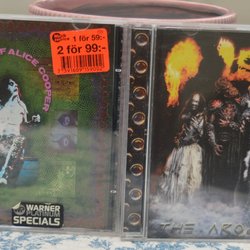 F ALICE COOPER
1 för 59:-
2 för 99:-
WARNER
PLATINUM
SPECIALS
THE ARO